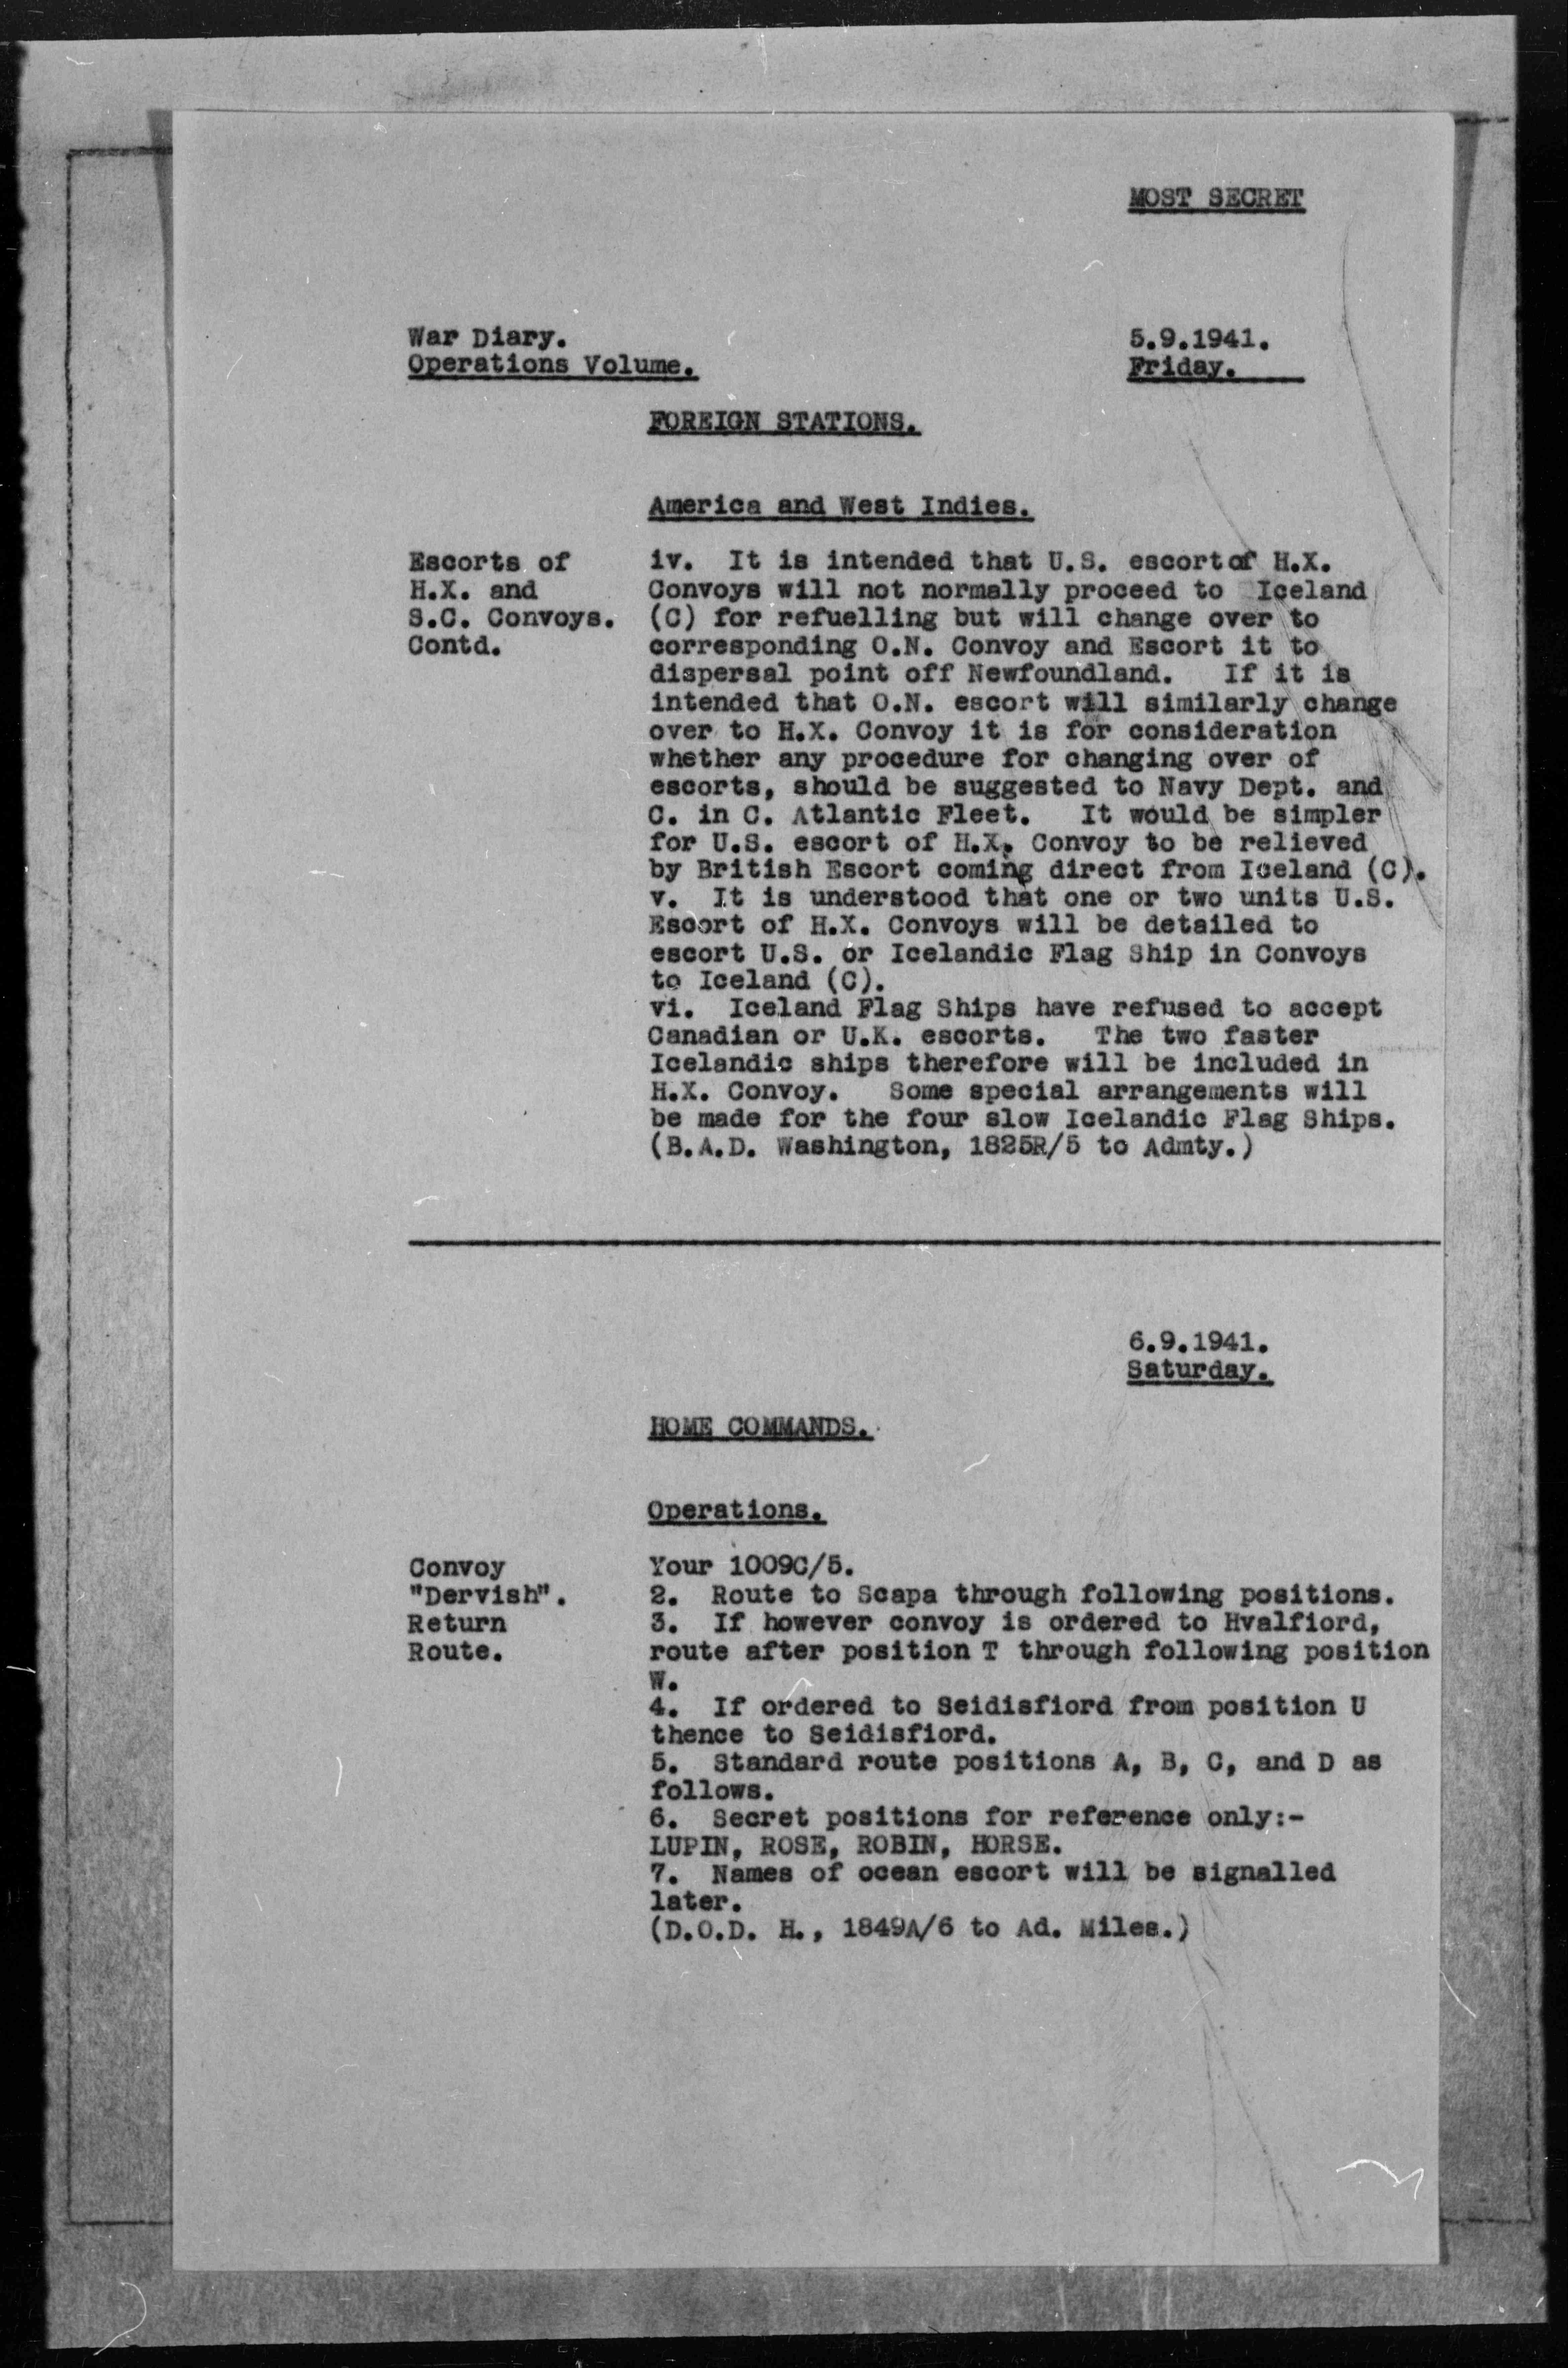 MOST SECRET
War Diary.
Operations Volume.
5.9.1941.
Friday.
FOREIGN STATIONS.
America and West Indies.
Escorts of
H.X. and
S.C. Convoys.
Contd.
iv. It is intended that U.S. escort of H.X.
Convoys will not normally proceed to Iceland
(C) for refuelling but will change over to
corresponding O.N. Convoy and Escort it to
dispersal point off Newfoundland. If it is
intended that O.N. escort will similarly change
over to H.X. Convoy it is for consideration
whether any procedure for changing over of
escorts, should be suggested to Navy Dept. and
C. in C. Atlantic Fleet. It would be simpler
for U.S. escort of H.X. Convoy to be relieved
by British Escort coming direct from Iceland (C).
v. It is understood that one or two units U.S.
Escort of H.X. Convoys will be detailed to
escort U.S. or Icelandic Flag Ship in Convoys
to Iceland (C).
vi. Iceland Flag Ships have refused to accept
Canadian or U.K. escorts. The two faster
Icelandic ships therefore will be included in
H.X. Convoy. Some special arrangements will
be made for the four slow Icelandic Flag Ships.
(B.A.D. Washington, 1825R/5 to Admty.)
6.9.1941.
Saturday.
HOME COMMANDS.
Operations.
Convoy
"Dervish".
Return
Route.
Your 1009C/5.
2. Route to Scapa through following positions.
3. If however convoy is ordered to Hvalfiord,
route after position T through following position
W.
4. If ordered to Seidisfiord from position U
thence to Seidisfiord.
5. Standard route positions A, B, C, and D as
follows.
6. Secret positions for reference only:-
LUPIN, ROSE, ROBIN, HORSE.
7. Names of ocean escort will be signalled
later.
(D.O.D. H., 1849A/6 to Ad. Miles.)